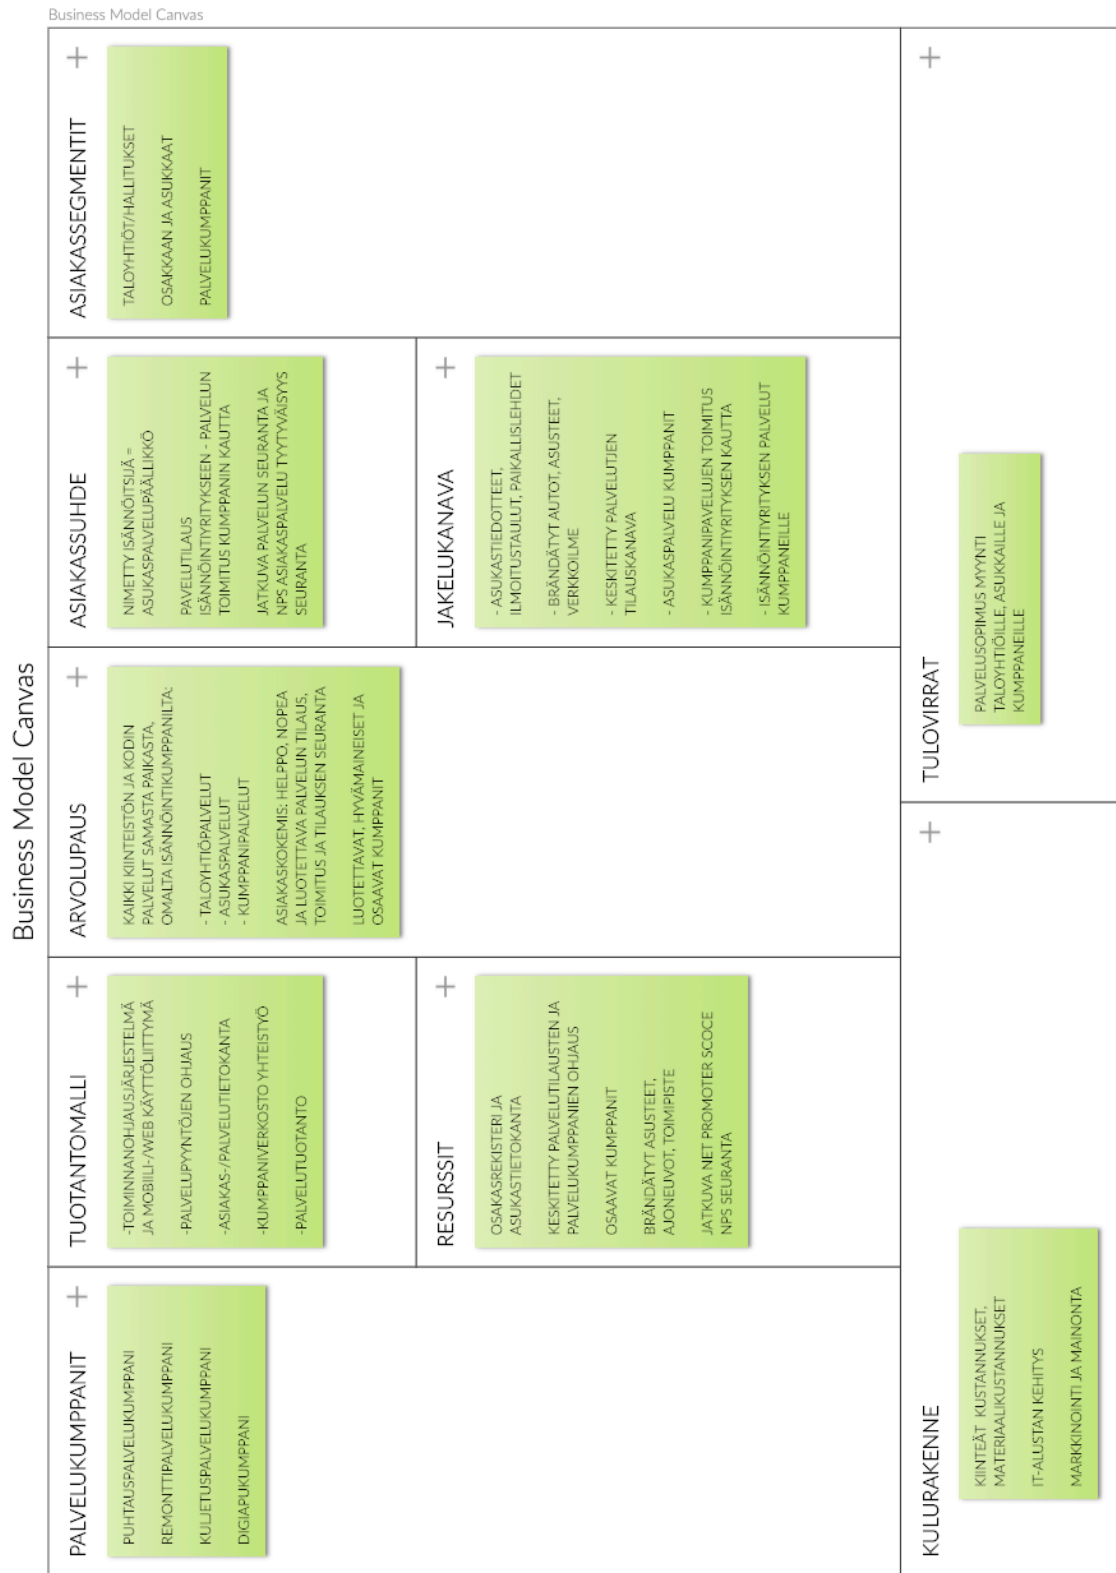 Business Model Canvas
Business Model Canvas
PALVELUKUMPPANIT
PUHTAUSPALVELUKUMPPANI
REMONTTIPALVELUKUMPPANI
KULJETUSPALVELUKUMPPANI
DIGIAPUKUMPPANI
TUOTANTOMALLI
-TOIMINNANOHJAUSJÄRJESTELMÄ
JA MOBIILI-/WEB KÄYTTÖLIITTYMÄ
-PALVELUPYYNTÖJEN OHJAUS
-ASIAKAS-/PALVELUTIETOKANTA
-KUMPPANIVERKOSTO YHTEISTYÖ
-PALVELUTUOTANTO
RESURSSIT
OSAKASREKISTERI JA
ASUKASTIETOKANTA
KESKITETTY PALVELUTILAUSTEN JA
PALVELUKUMPPANIEN OHJAUS
OSAAVAT KUMPPANIT
BRÄNDÄTYT ASUSTEET,
AJONEUVOT, TOIMIPISTE
JATKUVA NET PROMOTER SCOCE
NPS SEURANTA
ARVOLUPAUS
KAIKKI KIINTEISTÖN JA KODIN
PALVELUT SAMASTA PAIKASTA,
OMALTA ISÄNNÖINTIKUMPPANILTA:
- TALOYHTIÖPALVELUT
- ASUKASPALVELUT
- KUMPPANIPALVELUT
ASIAKASKOKEMIS: HELPPO, NOPEA
JA LUOTETTAVA PALVELUN TILAUS,
TOIMITUS JA TILAUKSEN SEURANTA
LUOTETTAVAT, HYVÄMAINEISET JA
OSAAVAT KUMPPANIT
ASIAKASSUHDE
NIMETTY ISÄNNÖITSIJÄ =
ASUKASPALVELUPÄÄLLIKKÖ
PAVELUTILAUS
ISÄNNÖINTIYRITYKSEEN - PALVELUN
TOIMITUS KUMPPANIN KAUTTA
JATKUVA PALVELUN SEURANTA JA
NPS ASIAKASPALVELU TYYTYVÄISYYS
SEURANTA
JAKELUKANAVA
- ASUKASTIEDOTTEET,
ILMOITUSTAULUT, PAIKALLISLEHDET
- BRÄNDÄTYT AUTOT, ASUSTEET,
VERKKOILME
- KESKITETTY PALVELUTJEN
TILAUSKANAVA
- ASUKASPALVELU KUMPPANIT
- KUMPPANIPAVELUJEN TOIMITUS
ISÄNNÖINTIYRITYKSEN KAUTTA
- ISÄNNÖINTIYRITYKSEN PALVELUT
KUMPPANEILLE
ASIAKASSEGMENTIT
TALOYHTIÖT/HALLITUKSET
OSAKKAAN JA ASUKKAAT
PALVELUKUMPPANIT
KULURAKENNE
KIINTEÄT KUSTANNUKSET,
MATERIAALIKUSTANNUKSET
IT-ALUSTAN KEHITYS
MARKKINOINTI JA MAINONTA
TULOVIRRAT
PALVELUSOPIMUS MYYNTI
TALOYHTIÖILLE, ASUKKAILLE JA
KUMPPANEILLE